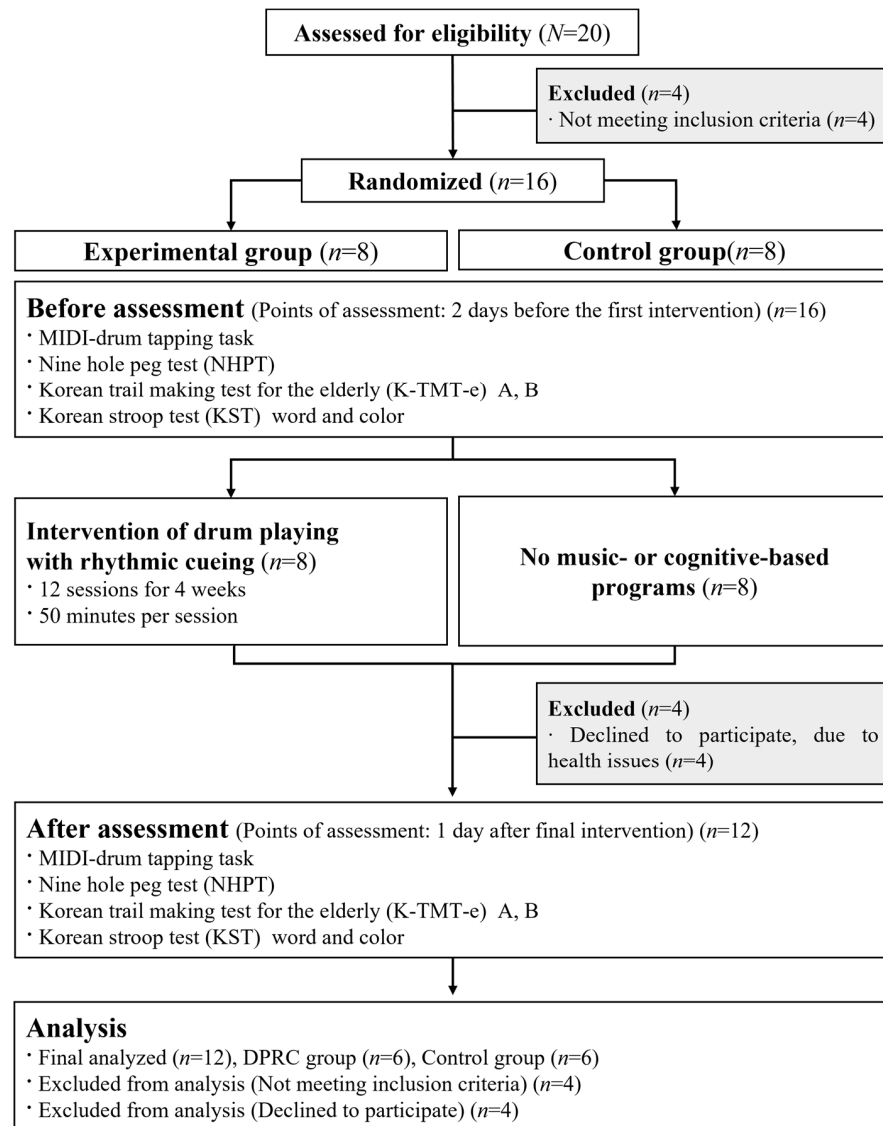 Assessed for eligibility (N=20)
Excluded (n=4)
· Not meeting inclusion criteria (n=4)
Randomized (n=16)
Experimental group (n=8)
Control group(n=8)
Before assessment (Points of assessment: 2 days before the first intervention) (n=16)
· MIDI-drum tapping task
· Nine hole peg test (NHPT)
· Korean trail making test for the elderly (K-TMT-e) A, B
· Korean stroop test (KST) word and color
Intervention of drum playing
with rhythmic cueing (n=8)
· 12 sessions for 4 weeks
· 50 minutes per session
No music- or cognitive-based
programs (n=8)
Excluded (n=4)
· Declined to participate, due to
health issues (n=4)
After assessment (Points of assessment: 1 day after final intervention) (n=12)
· MIDI-drum tapping task
· Nine hole peg test (NHPT)
· Korean trail making test for the elderly (K-TMT-e) A, B
· Korean stroop test (KST) word and color
Analysis
· Final analyzed (n=12), DPRC group (n=6), Control group (n=6)
· Excluded from analysis (Not meeting inclusion criteria) (n=4)
· Excluded from analysis (Declined to participate) (n=4)